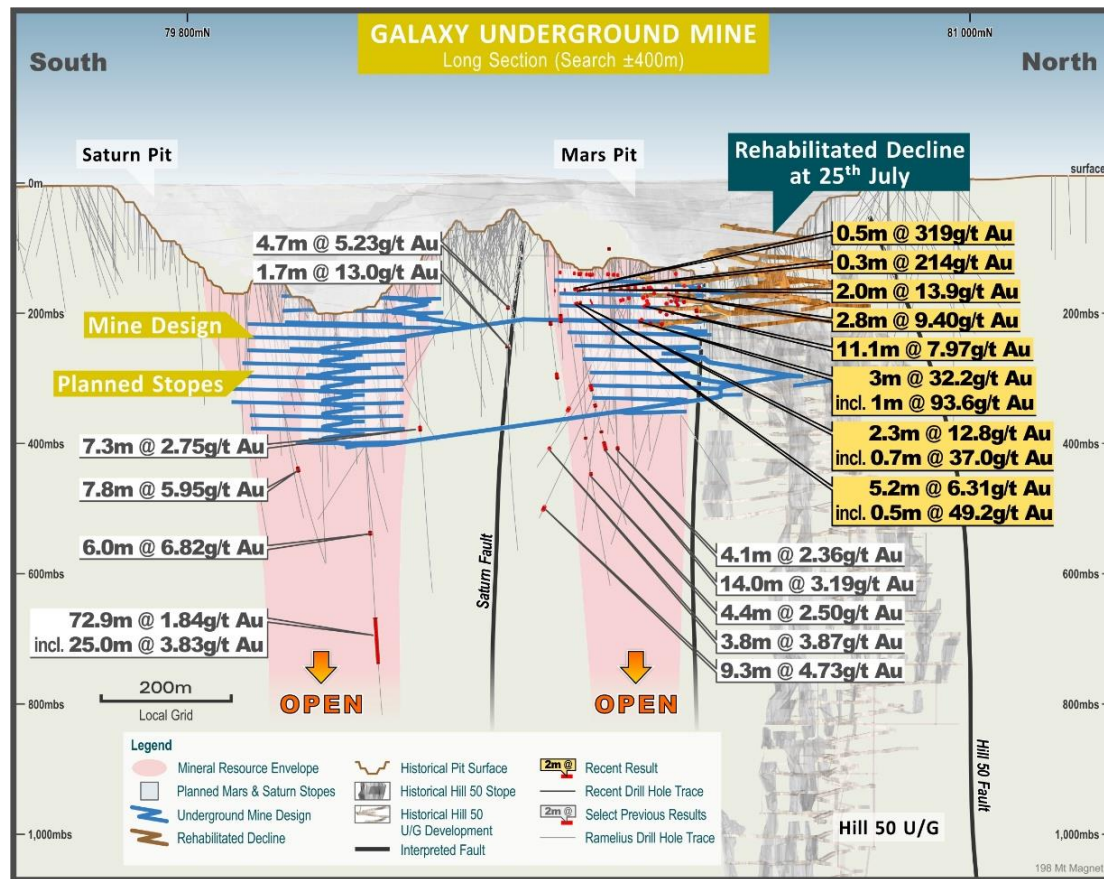 79 800mN
GALAXY UNDERGROUND MINE
Long Section (Search ±400m)
81 000mN
South
North
Saturn Pit
Mars Pit
Rehabilitated Decline
at 25th July
0m
surface
4.7m @ 5.23g/t Au
1.7m @ 13.0g/t Au
0.5m @ 319g/t Au
0.3m @ 214g/t Au
2.0m @ 13.9g/t Au
2.8m @ 9.40g/t Au
11.1m @ 7.97g/t Au
3m @ 32.2g/t Au
incl. 1m @ 93.6g/t Au
2.3m @ 12.8g/t Au
incl. 0.7m @ 37.0g/t Au
5.2m @ 6.31g/t Au
incl. 0.5m @ 49.2g/t Au
200mbs
200mbs
Mine Design
Planned Stopes
400mbs
400mbs
7.3m @ 2.75g/t Au
7.8m @ 5.95g/t Au
6.0m @ 6.82g/t Au
72.9m @ 1.84g/t Au
incl. 25.0m @ 3.83g/t Au
4.1m @ 2.36g/t Au
14.0m @ 3.19g/t Au
4.4m @ 2.50g/t Au
3.8m @ 3.87g/t Au
9.3m @ 4.73g/t Au
600mbs
600mbs
Saturn Fault
200m
Local Grid
OPEN
OPEN
800mbs
800mbs
Hill 50 Fault
Legend
Mineral Resource Envelope
Planned Mars & Saturn Stopes
Underground Mine Design
Rehabilitated Decline
Historical Pit Surface
Historical Hill 50 Stope
Historical Hill 50
U/G Development
Interpreted Fault
2m @
Recent Result
Recent Drill Hole Trace
2m @
Select Previous Results
Ramelius Drill Hole Trace
Hill 50 U/G
1,000mbs
1,000mbs
198 Mt Magnet